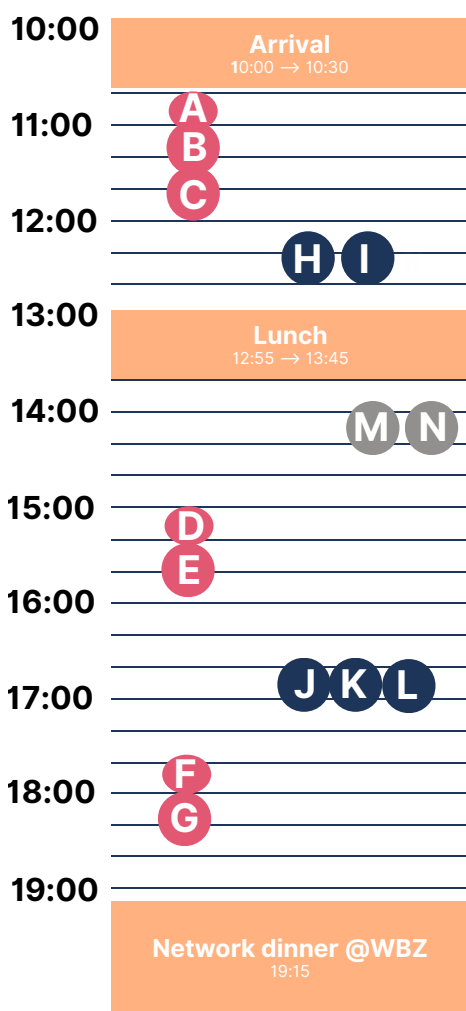 10:00
Arrival
10:00 → 10:30
A
11:00
B
C
12:00
H I
13:00
Lunch
12:55 → 13:45
14:00
M N
15:00
D
E
16:00
J K L
17:00
F
18:00
G
19:00
Network dinner @WBZ
19:15